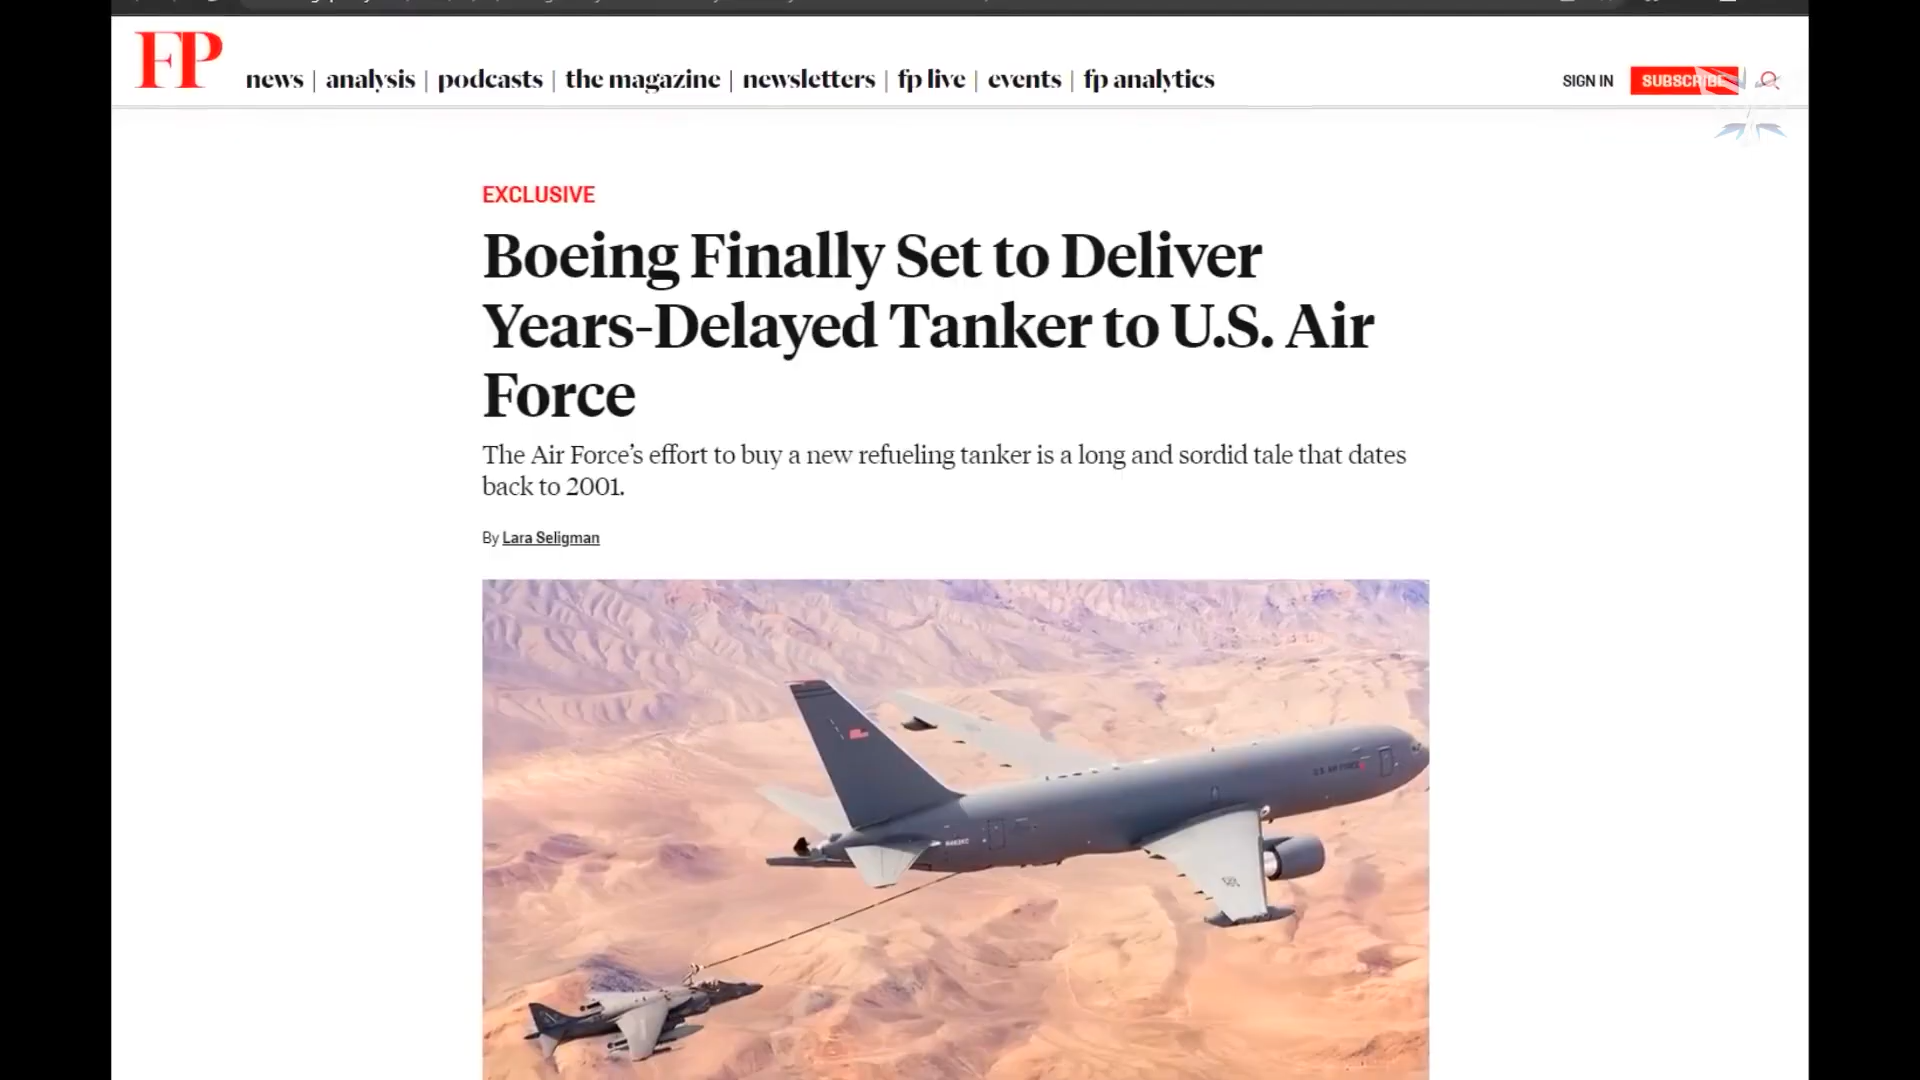 FP
news | analysis | podcasts | the magazine | newsletters | fp live | events | fp analytics
SIGN IN
SUBSCRIBE
EXCLUSIVE
Boeing Finally Set to Deliver
Years-Delayed Tanker to U.S. Air
Force
The Air Force’s effort to buy a new refueling tanker is a long and sordid tale that dates
back to 2001.
By Lara Seligman
U.S. AIR FORCE